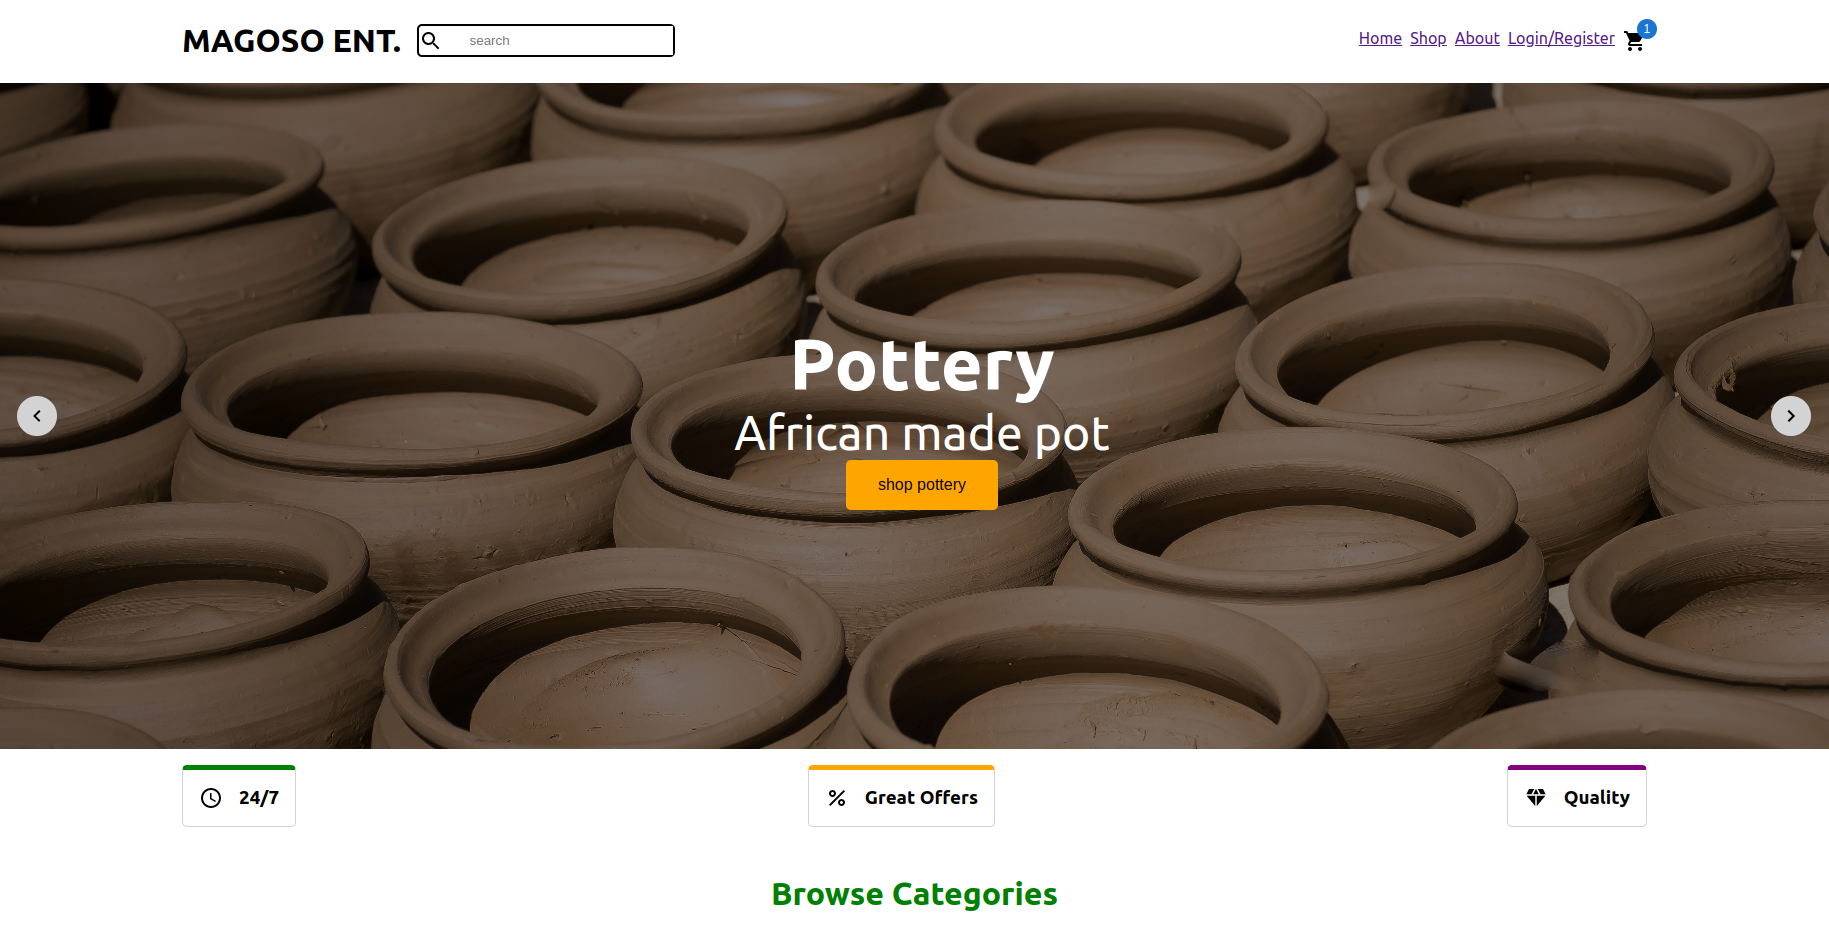 MAGOSO ENT.
search
Home Shop About Login/Register
1
Pottery
African made pot
shop pottery
24/7
Great Offers
Quality
Browse Categories